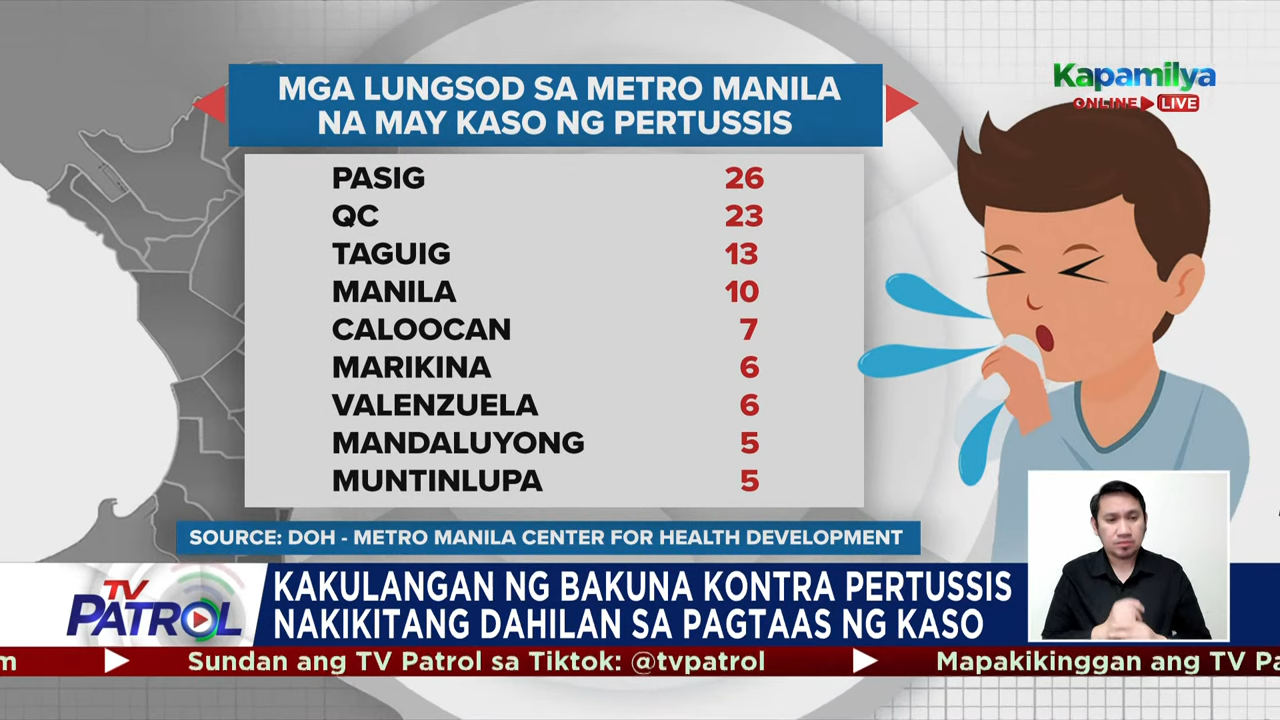 Kapamilya
ONLINE LIVE
MGA LUNGSOD SA METRO MANILA
NA MAY KASO NG PERTUSSIS
PASIG 26
QC 23
TAGUIG 13
MANILA 10
CALOOCAN 7
MARIKINA 6
VALENZUELA 6
MANDALUYONG 5
MUNTINLUPA 5
SOURCE: DOH - METRO MANILA CENTER FOR HEALTH DEVELOPMENT
TV PATROL
KAKULANGAN NG BAKUNA KONTRA PERTUSSIS
NAKIKITANG DAHILAN SA PAGTAAS NG KASO
Sundan ang TV Patrol sa Tiktok: @tvpatrol Mapakikinggan ang TV